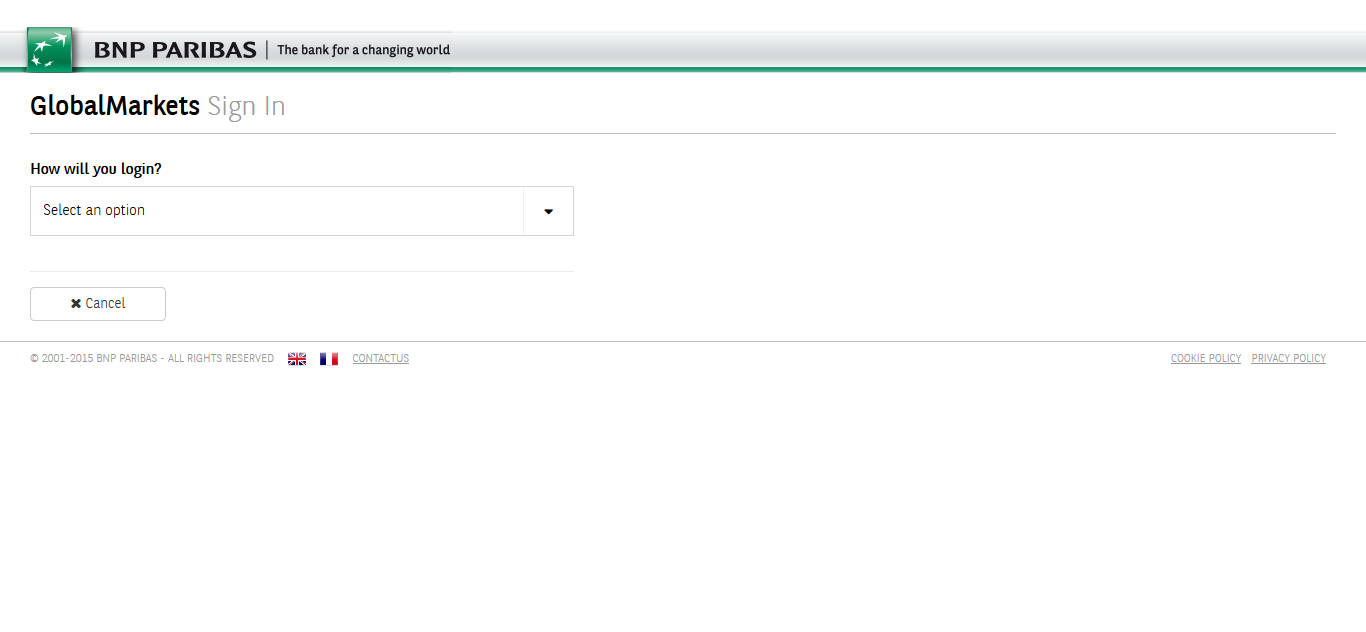 BNP PARIBAS | The bank for a changing world
GlobalMarkets Sign In
How will you login?
Select an option
Cancel
© 2001-2015 BNP PARIBAS - ALL RIGHTS RESERVED CONTACTUS COOKIE POLICY PRIVACY POLICY